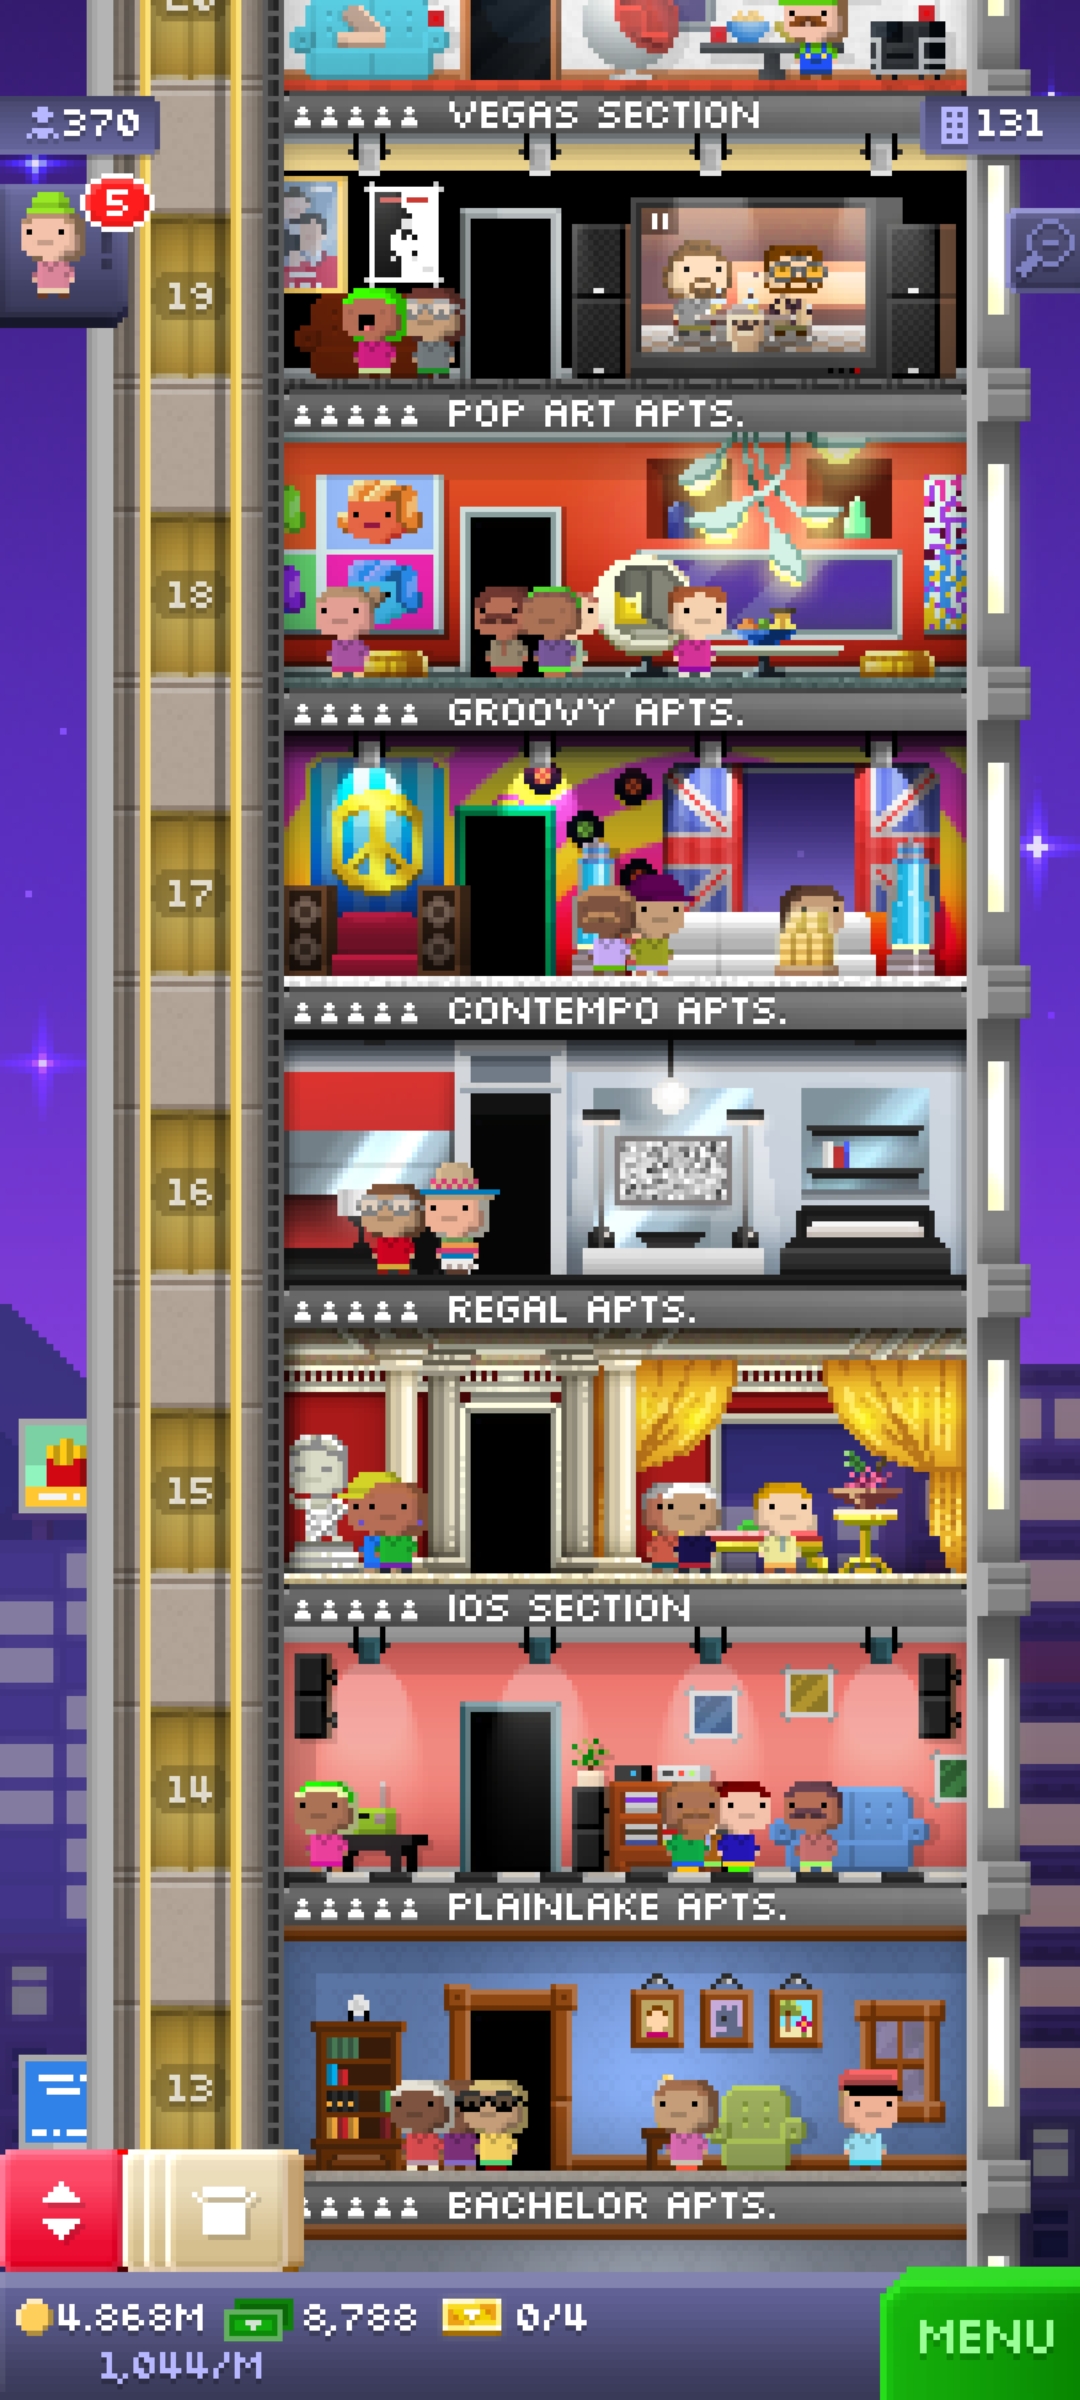 20
VEGAS SECTION
370
131
5
19
POP ART APTS.
18
GROOVY APTS.
17
CONTEMPO APTS.
16
REGAL APTS.
15
IOS SECTION
14
PLAINLAKE APTS.
13
BACHELOR APTS.
4.868M 8,788 0/4
1,044/M
MENU